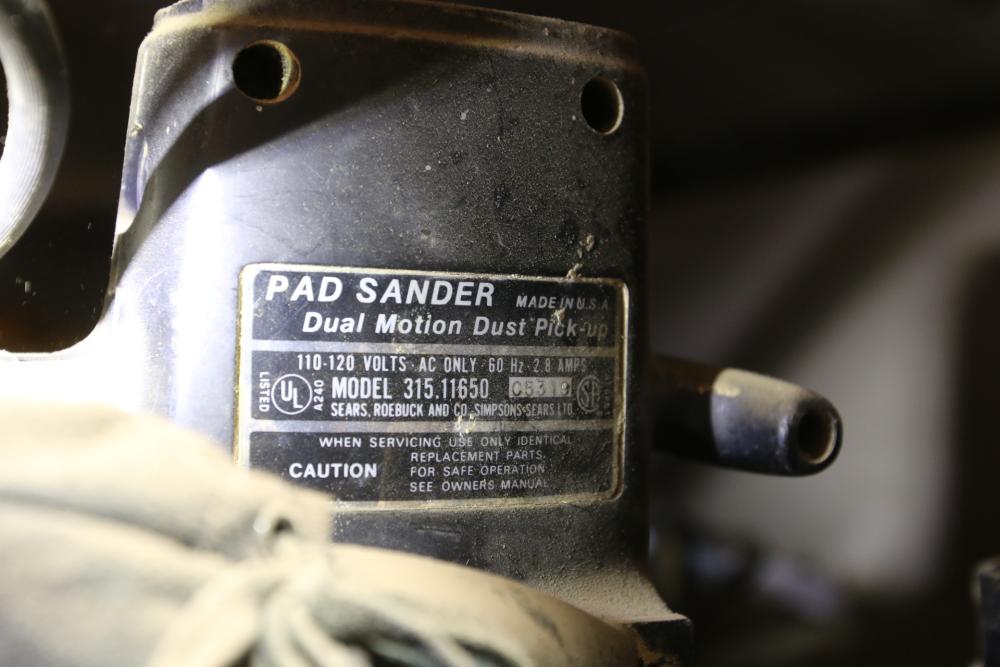 PAD SANDER MADE IN U.S.A
Dual Motion Dust Pick-up
110-120 VOLTS · AC ONLY · 60 Hz 2.8 AMPS
LISTED UL A240 MODEL 315.11650
SEARS, ROEBUCK AND CO. SIMPSONS-SEARS LTD.
WHEN SERVICING USE ONLY IDENTICAL
REPLACEMENT PARTS.
CAUTION FOR SAFE OPERATION
SEE OWNERS MANUAL